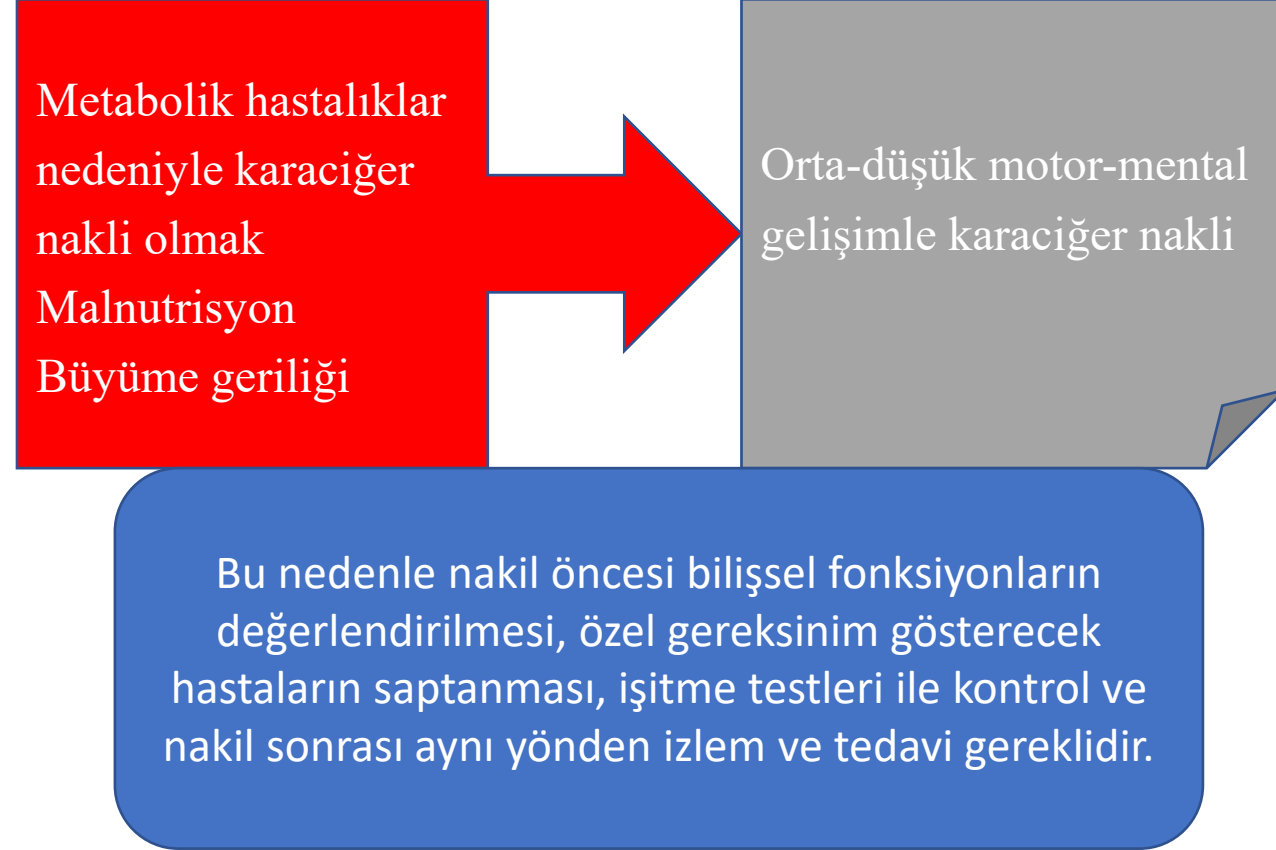 Metabolik hastalıklar
nedeniyle karaciğer
nakli olmak
Malnutrisyon
Büyüme geriliği
Orta-düşük motor-mental
gelişimle karaciğer nakli
Bu nedenle nakil öncesi bilişsel fonksiyonların
değerlendirilmesi, özel gereksinim gösterecek
hastaların saptanması, işitme testleri ile kontrol ve
nakil sonrası aynı yönden izlem ve tedavi gereklidir.